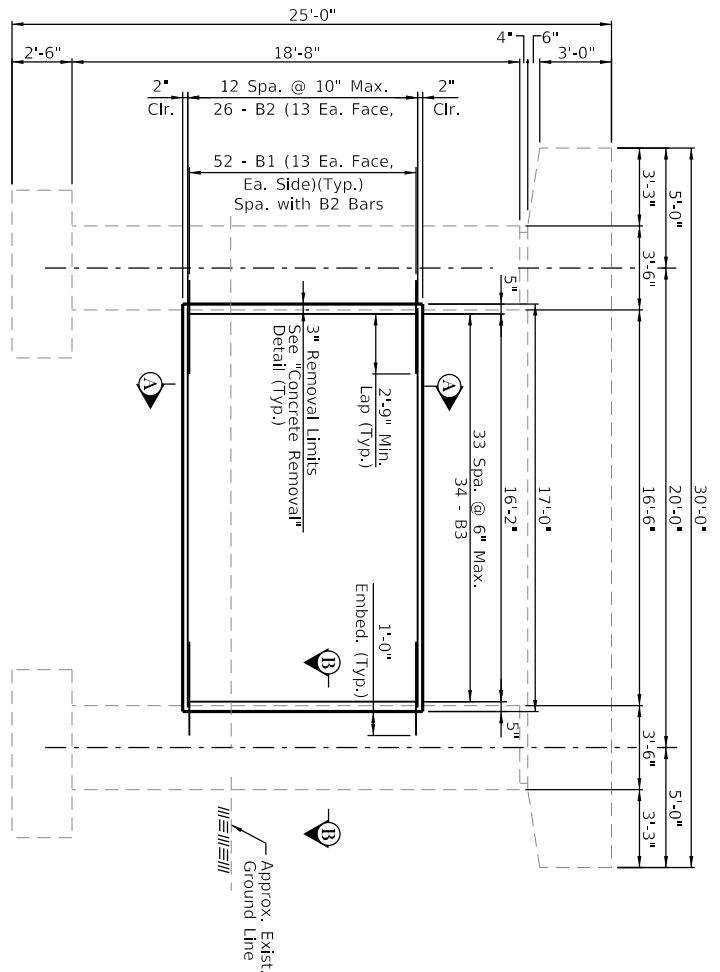 25'-0"
2'-6"
18'-8"
4"
6"
3'-0"
2"
Clr.
12 Spa. @ 10" Max.
26 - B2 (13 Ea. Face,
2"
Clr.
52 - B1 (13 Ea. Face,
Ea. Side)(Typ.)
Spa. with B2 Bars
3'-3"
5'-0"
3'-6"
5"
3" Removal Limits
See "Concrete Removal"
Detail (Typ.)
2'-9" Min.
Lap (Typ.)
A
A
33 Spa. @ 6" Max.
34 - B3
16'-2"
17'-0"
16'-6"
20'-0"
30'-0"
1'-0"
Embed. (Typ.)
B
5"
3'-6"
5'-0"
3'-3"
B
Approx. Exist.
Ground Line